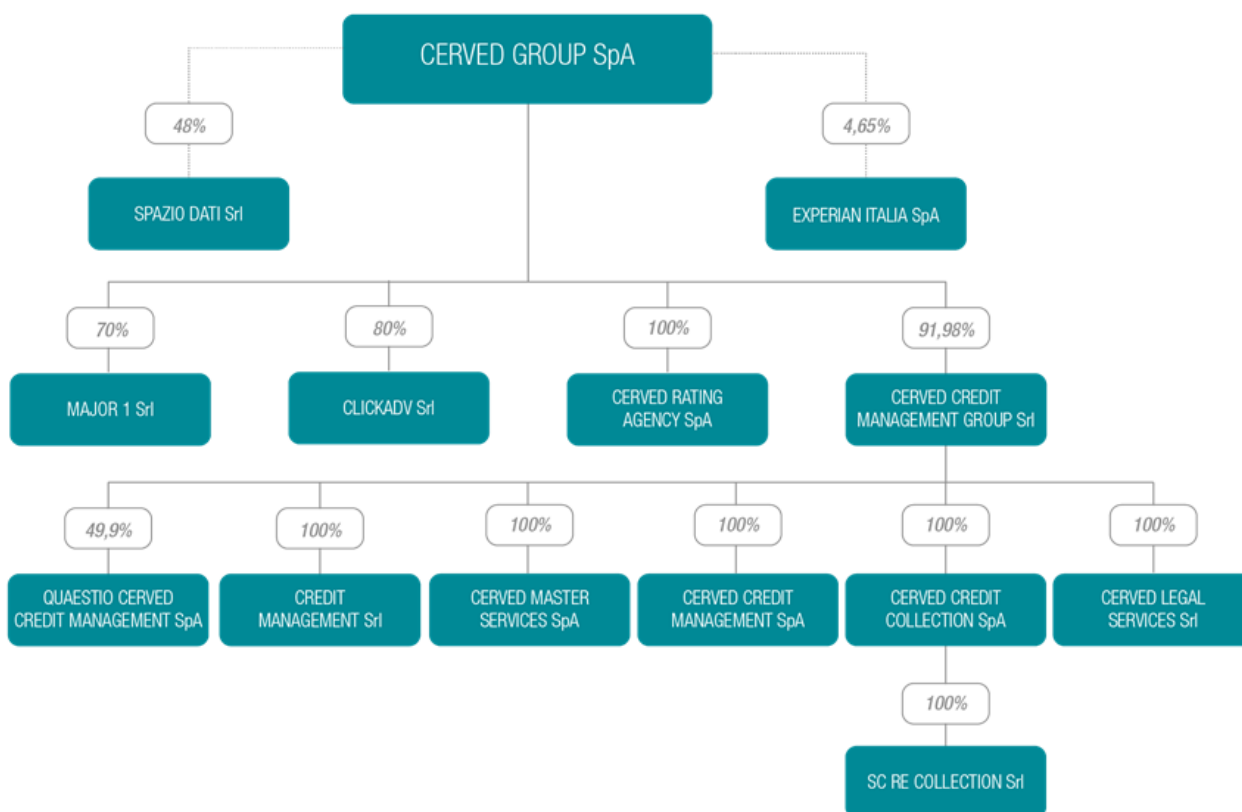 CERVED GROUP SpA
48%
4,65%
SPAZIO DATI Srl
EXPERIAN ITALIA SpA
70%
80%
100%
91,98%
MAJOR 1 Srl
CLICKADV Srl
CERVED RATING
AGENCY SpA
CERVED CREDIT
MANAGEMENT GROUP Srl
49,9%
100%
100%
100%
100%
100%
QUAESTIO CERVED
CREDIT MANAGEMENT SpA
CREDIT
MANAGEMENT Srl
CERVED MASTER
SERVICES SpA
CERVED CREDIT
MANAGEMENT SpA
CERVED CREDIT
COLLECTION SpA
CERVED LEGAL
SERVICES Srl
100%
SC RE COLLECTION Srl